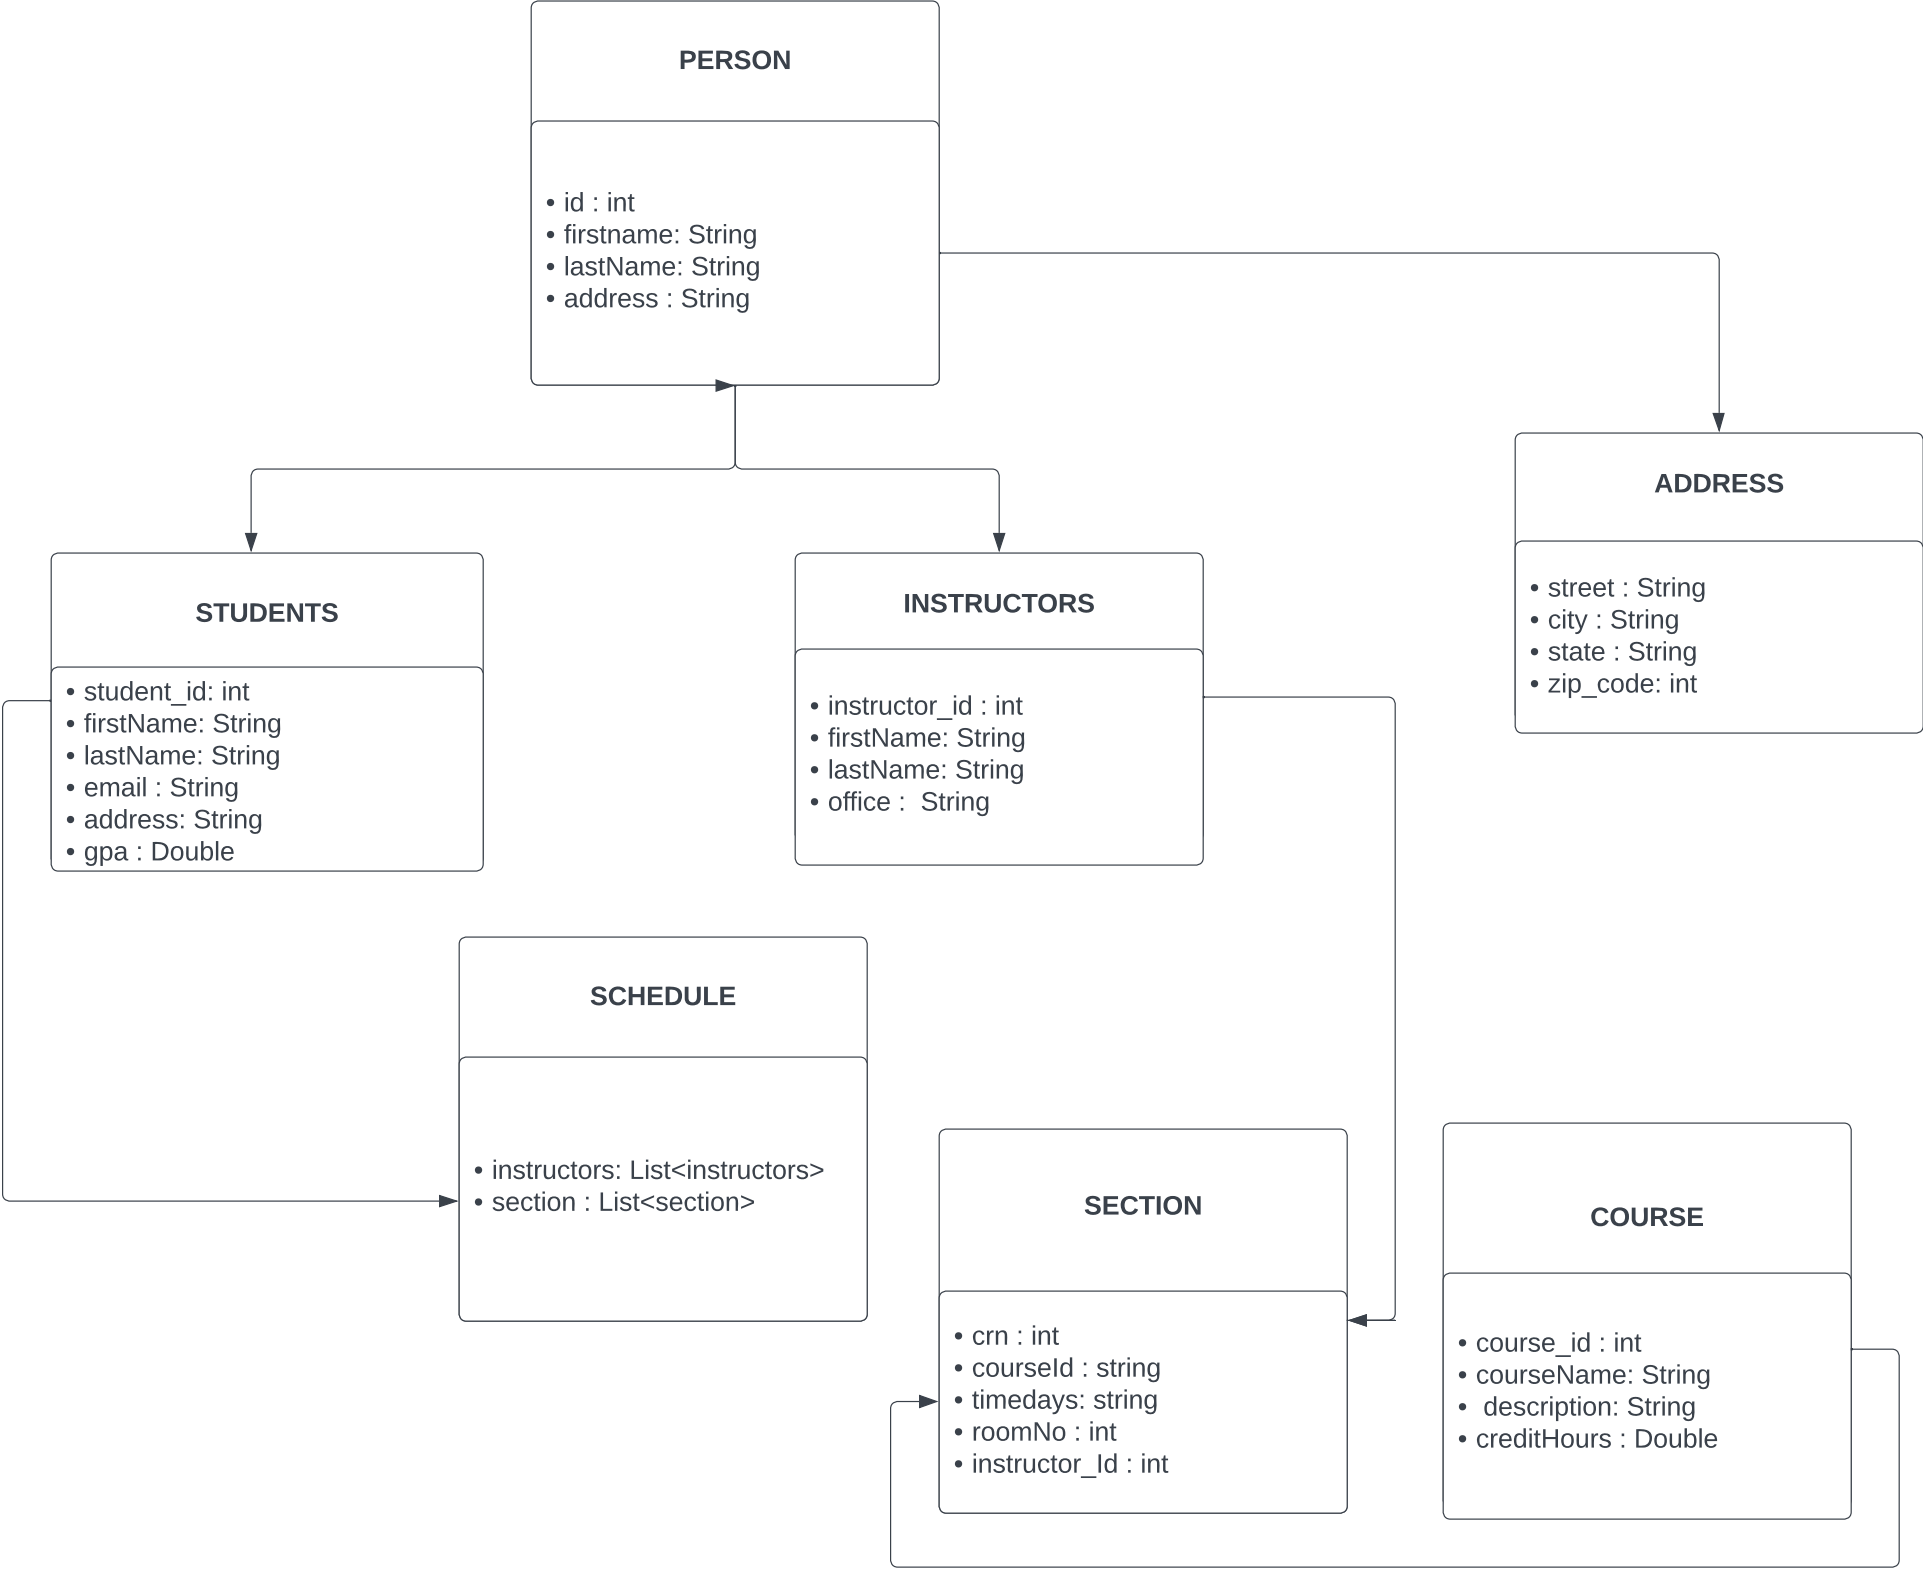 PERSON
• id : int
• firstname: String
• lastName: String
• address : String
ADDRESS
• street : String
• city : String
• state : String
• zip_code: int
STUDENTS
• student_id: int
• firstName: String
• lastName: String
• email : String
• address: String
• gpa : Double
INSTRUCTORS
• instructor_id : int
• firstName: String
• lastName: String
• office :  String
SCHEDULE
• instructors: List<instructors>
• section : List<section>
SECTION
• crn : int
• courseId : string
• timedays: string
• roomNo : int
• instructor_Id : int
COURSE
• course_id : int
• courseName: String
•  description: String
• creditHours : Double